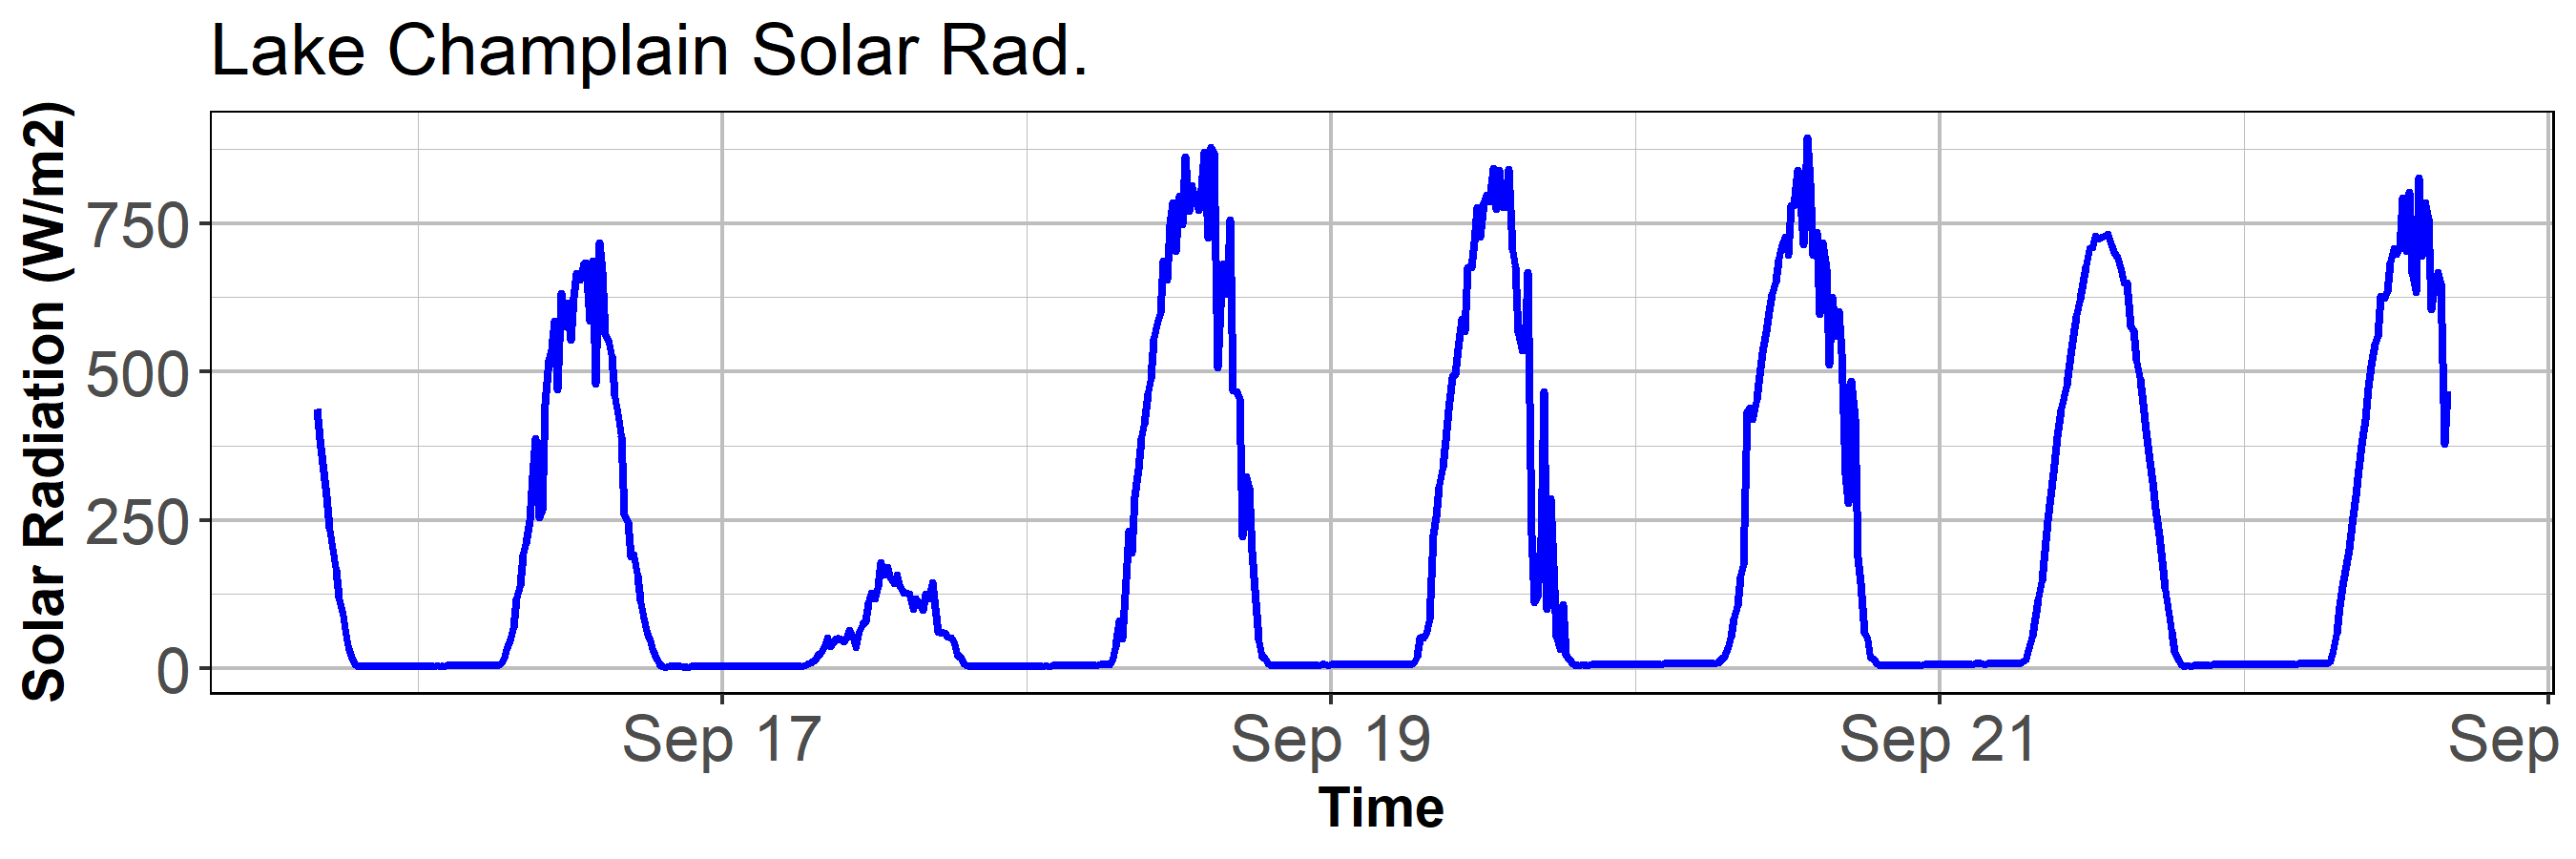 Lake Champlain Solar Rad.
Solar Radiation (W/m2)
750
500
250
0
Sep 17
Sep 19
Sep 21
Sep
Time